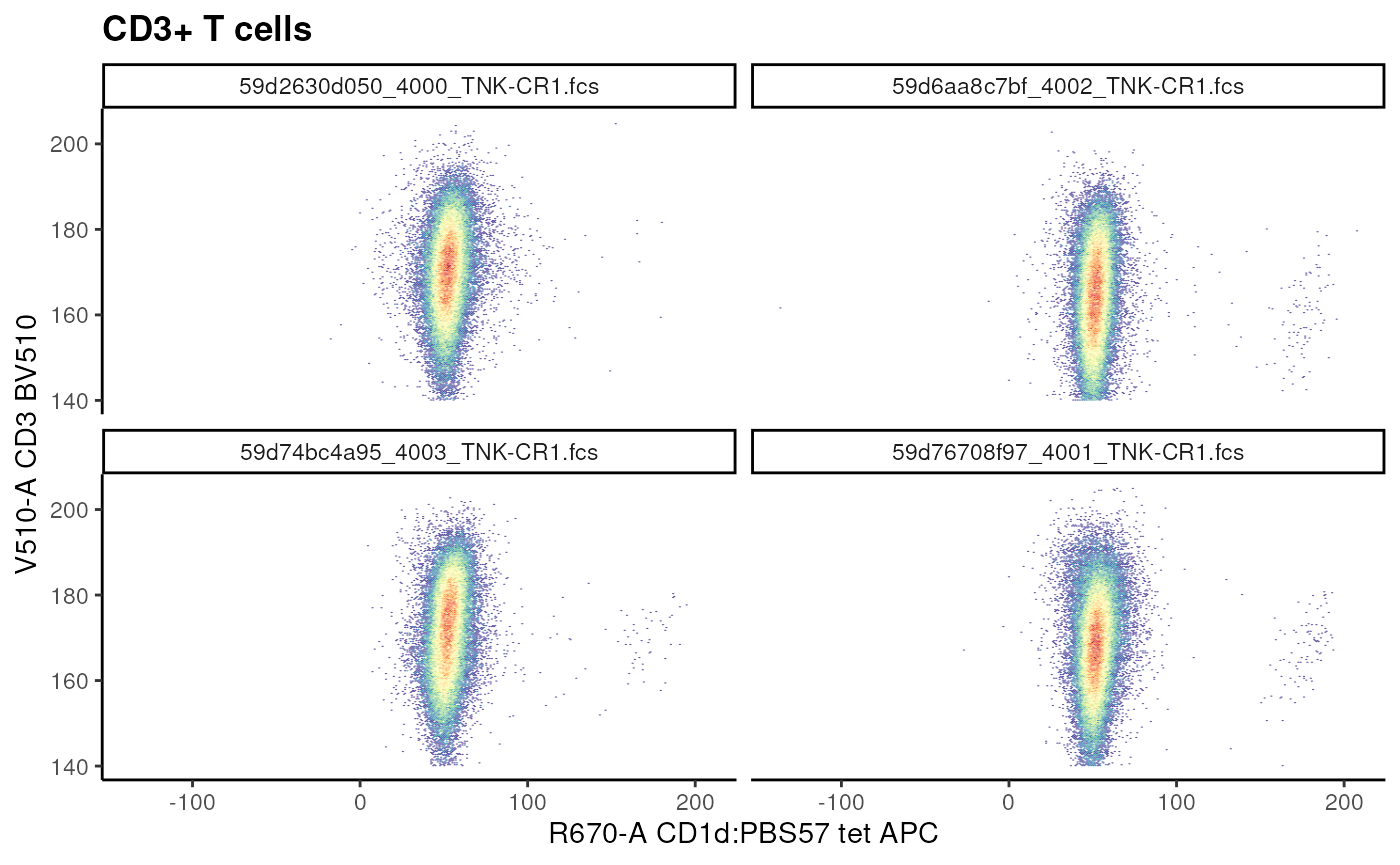 CD3+ T cells
59d2630d050_4000_TNK-CR1.fcs
59d6aa8c7bf_4002_TNK-CR1.fcs
200
180
160
140
59d74bc4a95_4003_TNK-CR1.fcs
59d76708f97_4001_TNK-CR1.fcs
200
180
160
140
V510-A CD3 BV510
-100 0 100 200
-100 0 100 200
R670-A CD1d:PBS57 tet APC